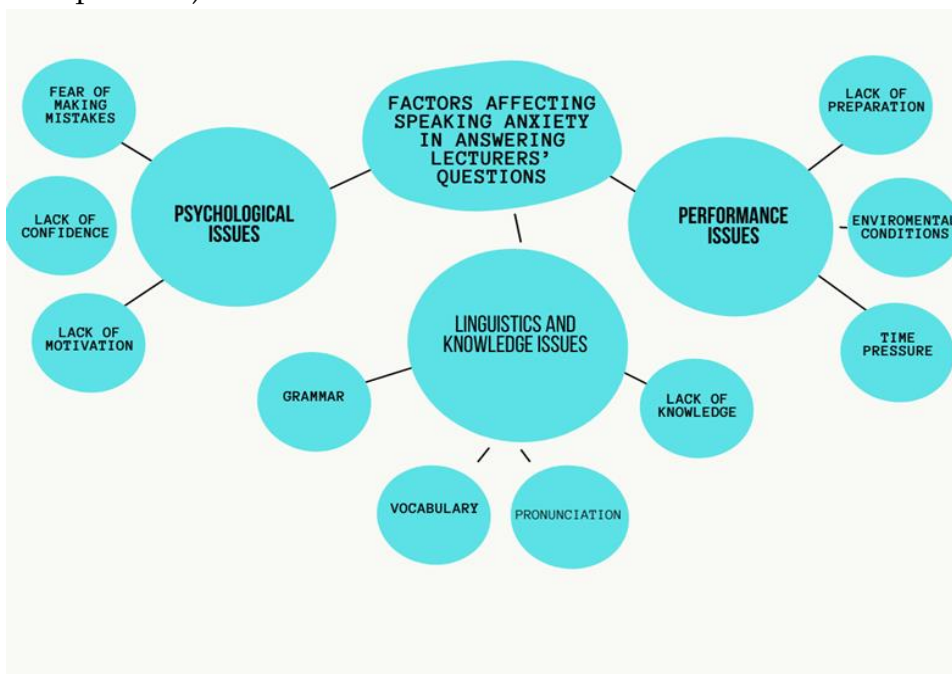 FACTORS AFFECTING
SPEAKING ANXIETY
IN ANSWERING
LECTURERS'
QUESTIONS
PSYCHOLOGICAL
ISSUES
FEAR OF
MAKING
MISTAKES
LACK OF
CONFIDENCE
LACK OF
MOTIVATION
LINGUISTICS AND
KNOWLEDGE ISSUES
GRAMMAR
VOCABULARY
PRONUNCIATION
LACK OF
KNOWLEDGE
PERFORMANCE
ISSUES
LACK OF
PREPARATION
ENVIROMENTAL
CONDITIONS
TIME
PRESSURE